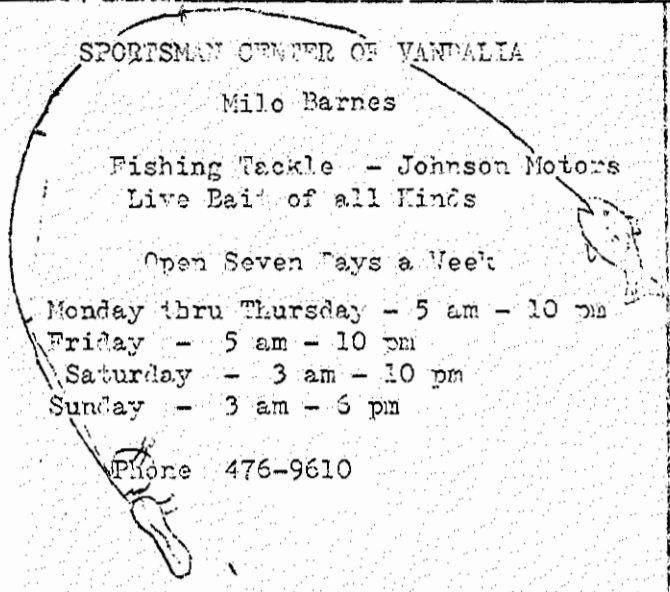 SPORTSMAN CENTER OF VANDALIA
Milo Barnes
Fishing Tackle - Johnson Motors
Live Bait of all Kinds
Open Seven Days a Week
Monday thru Thursday - 5 am - 10 pm
Friday - 5 am - 10 pm
Saturday - 3 am - 10 pm
Sunday - 3 am - 6 pm
Phone 476-9610